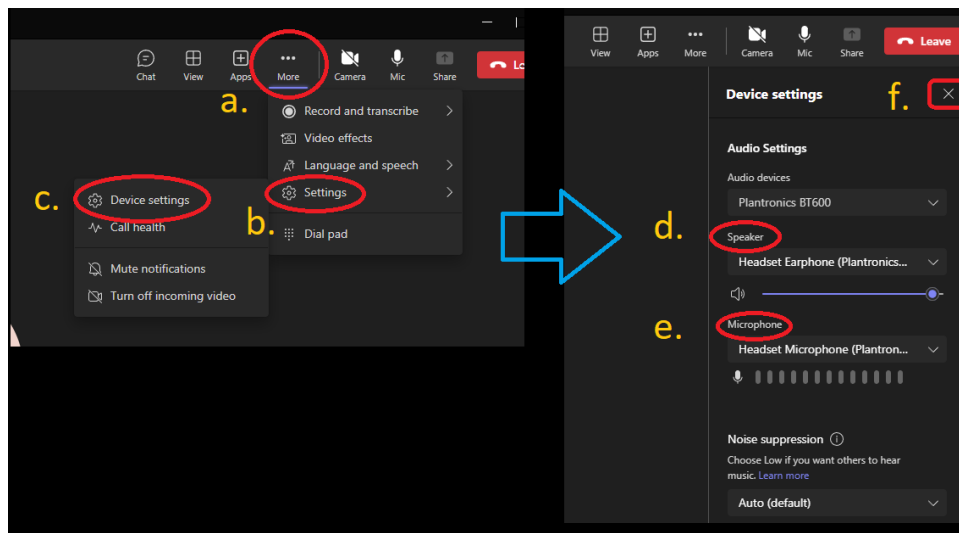 Chat View Apps More Camera Mic Share
a.
Record and transcribe
Video effects
Language and speech
b. Settings
Dial pad
c. Device settings
Call health
Mute notifications
Turn off incoming video
View Apps More Camera Mic Share Leave
Device settings f.
Audio Settings
Audio devices
Plantronics BT600
d. Speaker
Headset Earphone (Plantronics...
e. Microphone
Headset Microphone (Plantron...
Noise suppression
Choose Low if you want others to hear
music. Learn more
Auto (default)